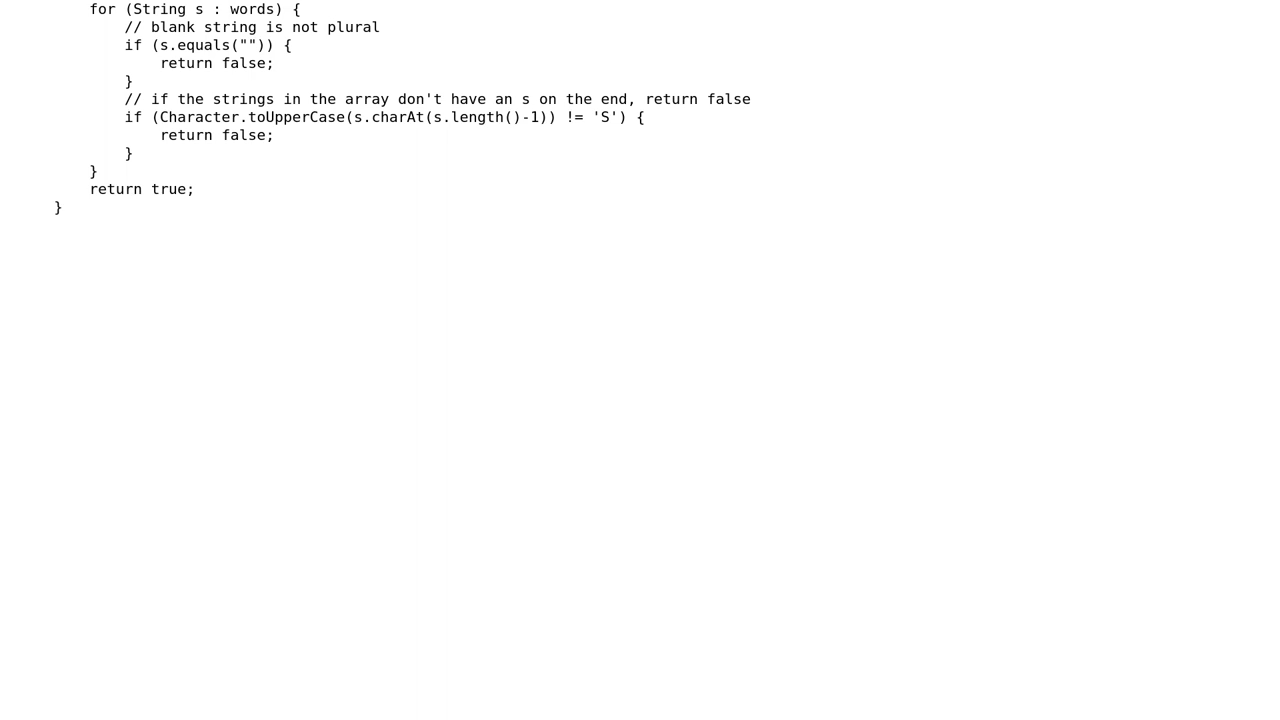 for (String s : words) {
// blank string is not plural
if (s.equals("")) {
return false;
}
// if the strings in the array don't have an s on the end, return false
if (Character.toUpperCase(s.charAt(s.length()-1)) != 'S') {
return false;
}
}
return true;
}